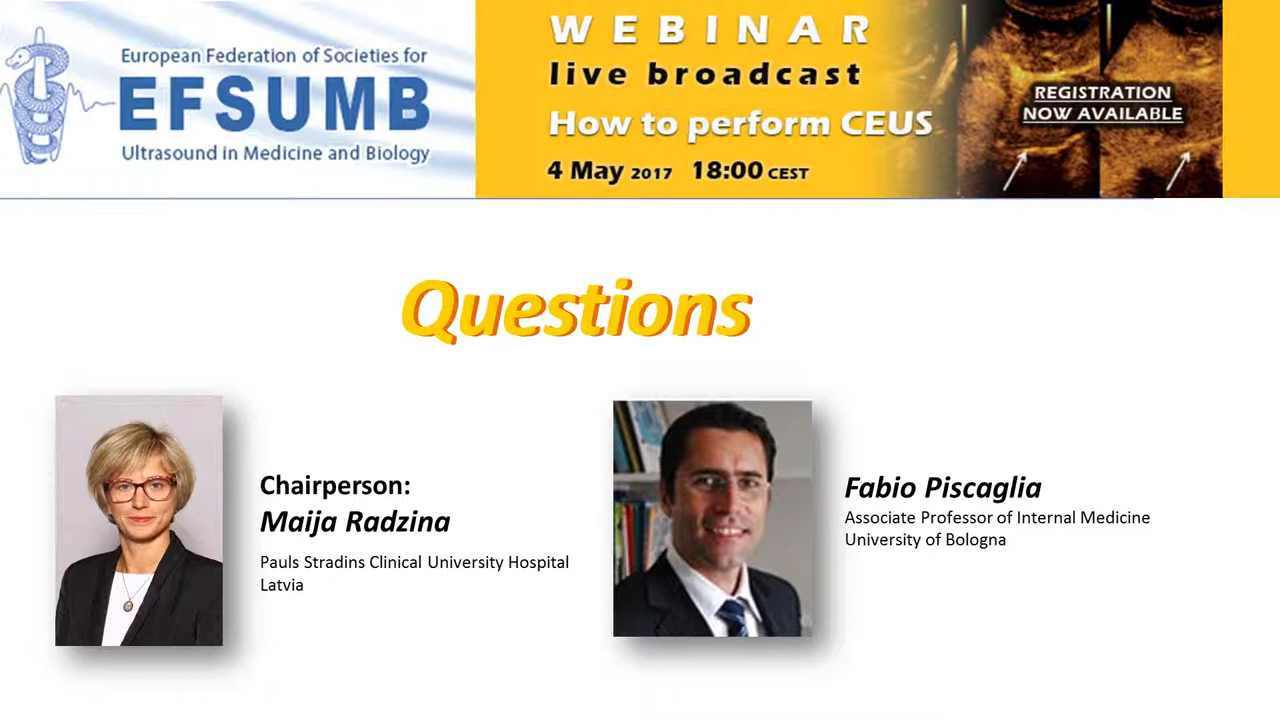 European Federation of Societies for
EFSUMB
Ultrasound in Medicine and Biology
WEBINAR
live broadcast
How to perform CEUS
4 May 2017 18:00 CEST
REGISTRATION
NOW AVAILABLE
Questions
Chairperson:
Maija Radzina
Pauls Stradins Clinical University Hospital
Latvia
Fabio Piscaglia
Associate Professor of Internal Medicine
University of Bologna